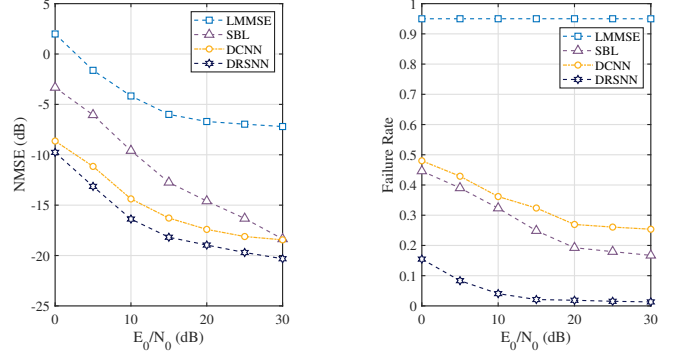 0
-5
-10
-15
-20
-25
0
10
20
30
NMSE (dB)
E0/N0 (dB)
LMMSE
SBL
DCNN
DRSNN
1
0.9
0.8
0.7
0.6
0.5
0.4
0.3
0.2
0.1
0
0
10
20
30
Failure Rate
E0/N0 (dB)
LMMSE
SBL
DCNN
DRSNN